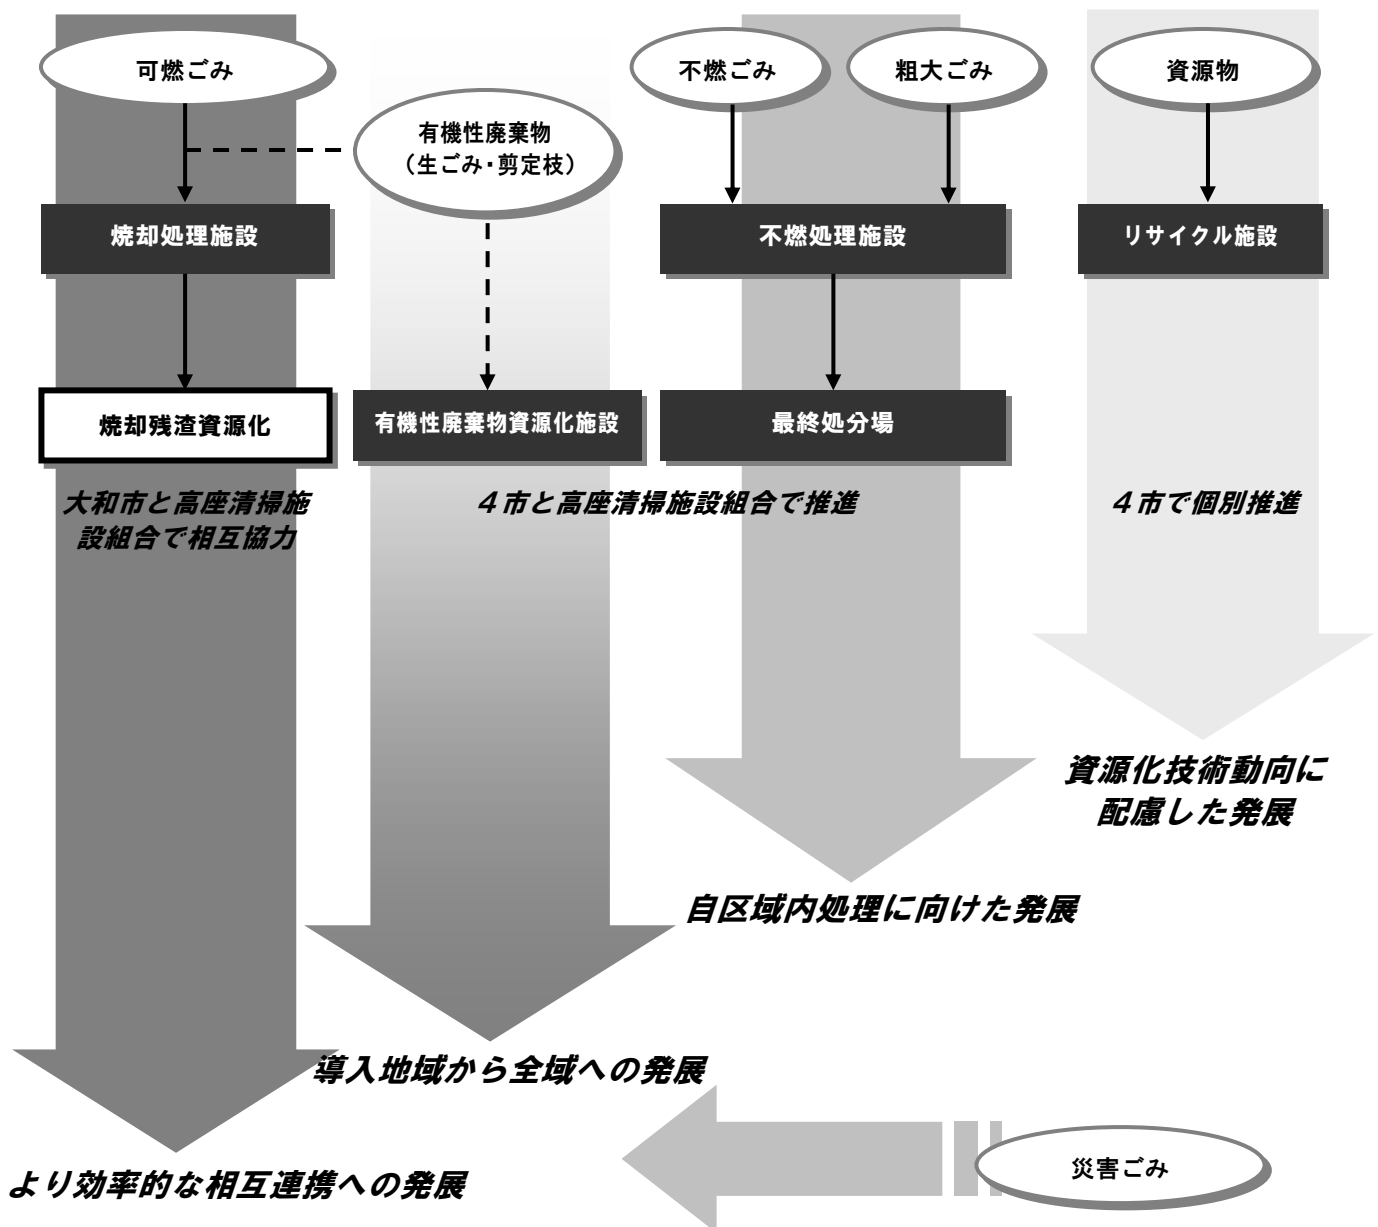 可燃ごみ
不燃ごみ
粗大ごみ
資源物
有機性廃棄物
（生ごみ・剪定枝）
焼却処理施設
不燃処理施設
リサイクル施設
焼却残渣資源化
有機性廃棄物資源化施設
最終処分場
大和市と高座清掃施
設組合で相互協力
４市と高座清掃施設組合で推進
４市で個別推進
資源化技術動向に
配慮した発展
自区域内処理に向けた発展
導入地域から全域への発展
災害ごみ
より効率的な相互連携への発展